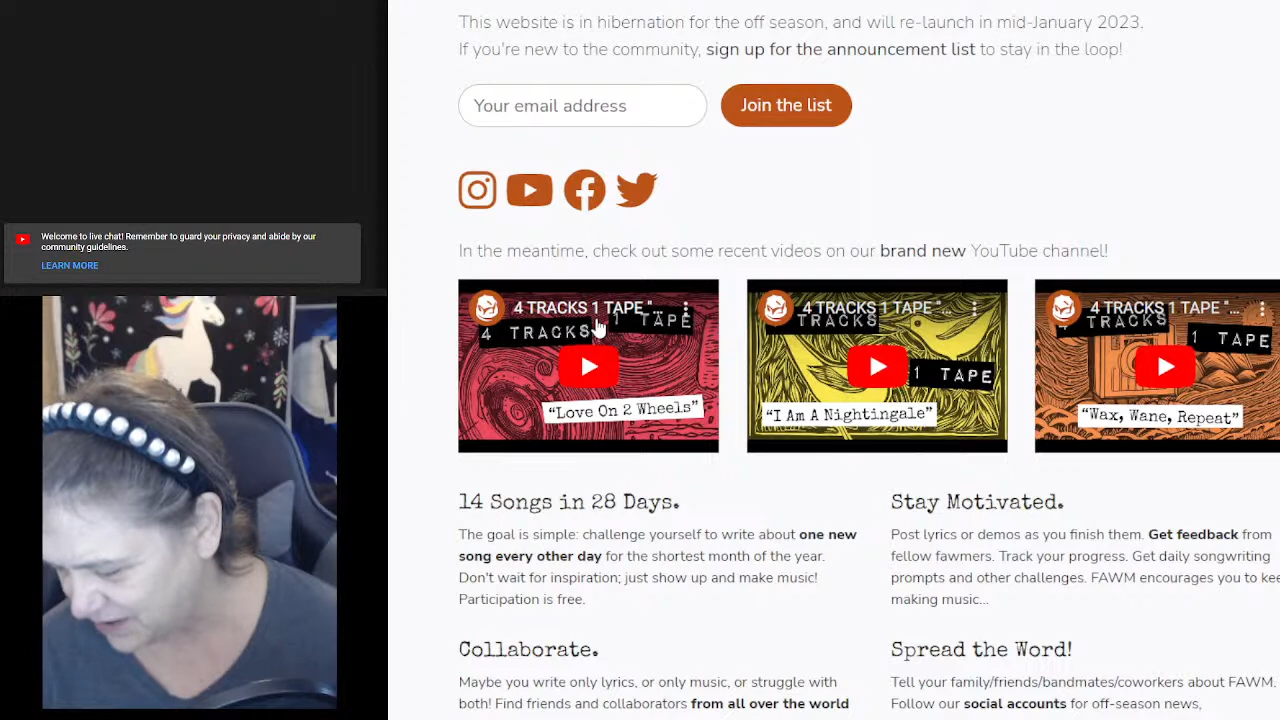 This website is in hibernation for the off season, and will re-launch in mid-January 2023.
If you're new to the community, sign up for the announcement list to stay in the loop!
Your email address
Join the list
Welcome to live chat! Remember to guard your privacy and abide by our
community guidelines.
LEARN MORE
In the meantime, check out some recent videos on our brand new YouTube channel!
4 TRACKS 1 TAPE "...
4 TRACKS 1 TAPE
"Love On 2 Wheels"
4 TRACKS 1 TAPE "...
TRACKS
1 TAPE
"I Am A Nightingale"
4 TRACKS 1 TAPE "...
4 TRACKS
1 TAPE
"Wax, Wane, Repeat"
14 Songs in 28 Days.
The goal is simple: challenge yourself to write about one new
song every other day for the shortest month of the year.
Don't wait for inspiration; just show up and make music!
Participation is free.
Stay Motivated.
Post lyrics or demos as you finish them. Get feedback from
fellow fawmers. Track your progress. Get daily songwriting
prompts and other challenges. FAWM encourages you to kee
making music...
Collaborate.
Maybe you write only lyrics, or only music, or struggle with
both! Find friends and collaborators from all over the world
Spread the Word!
Tell your family/friends/bandmates/coworkers about FAWM.
Follow our social accounts for off-season news,